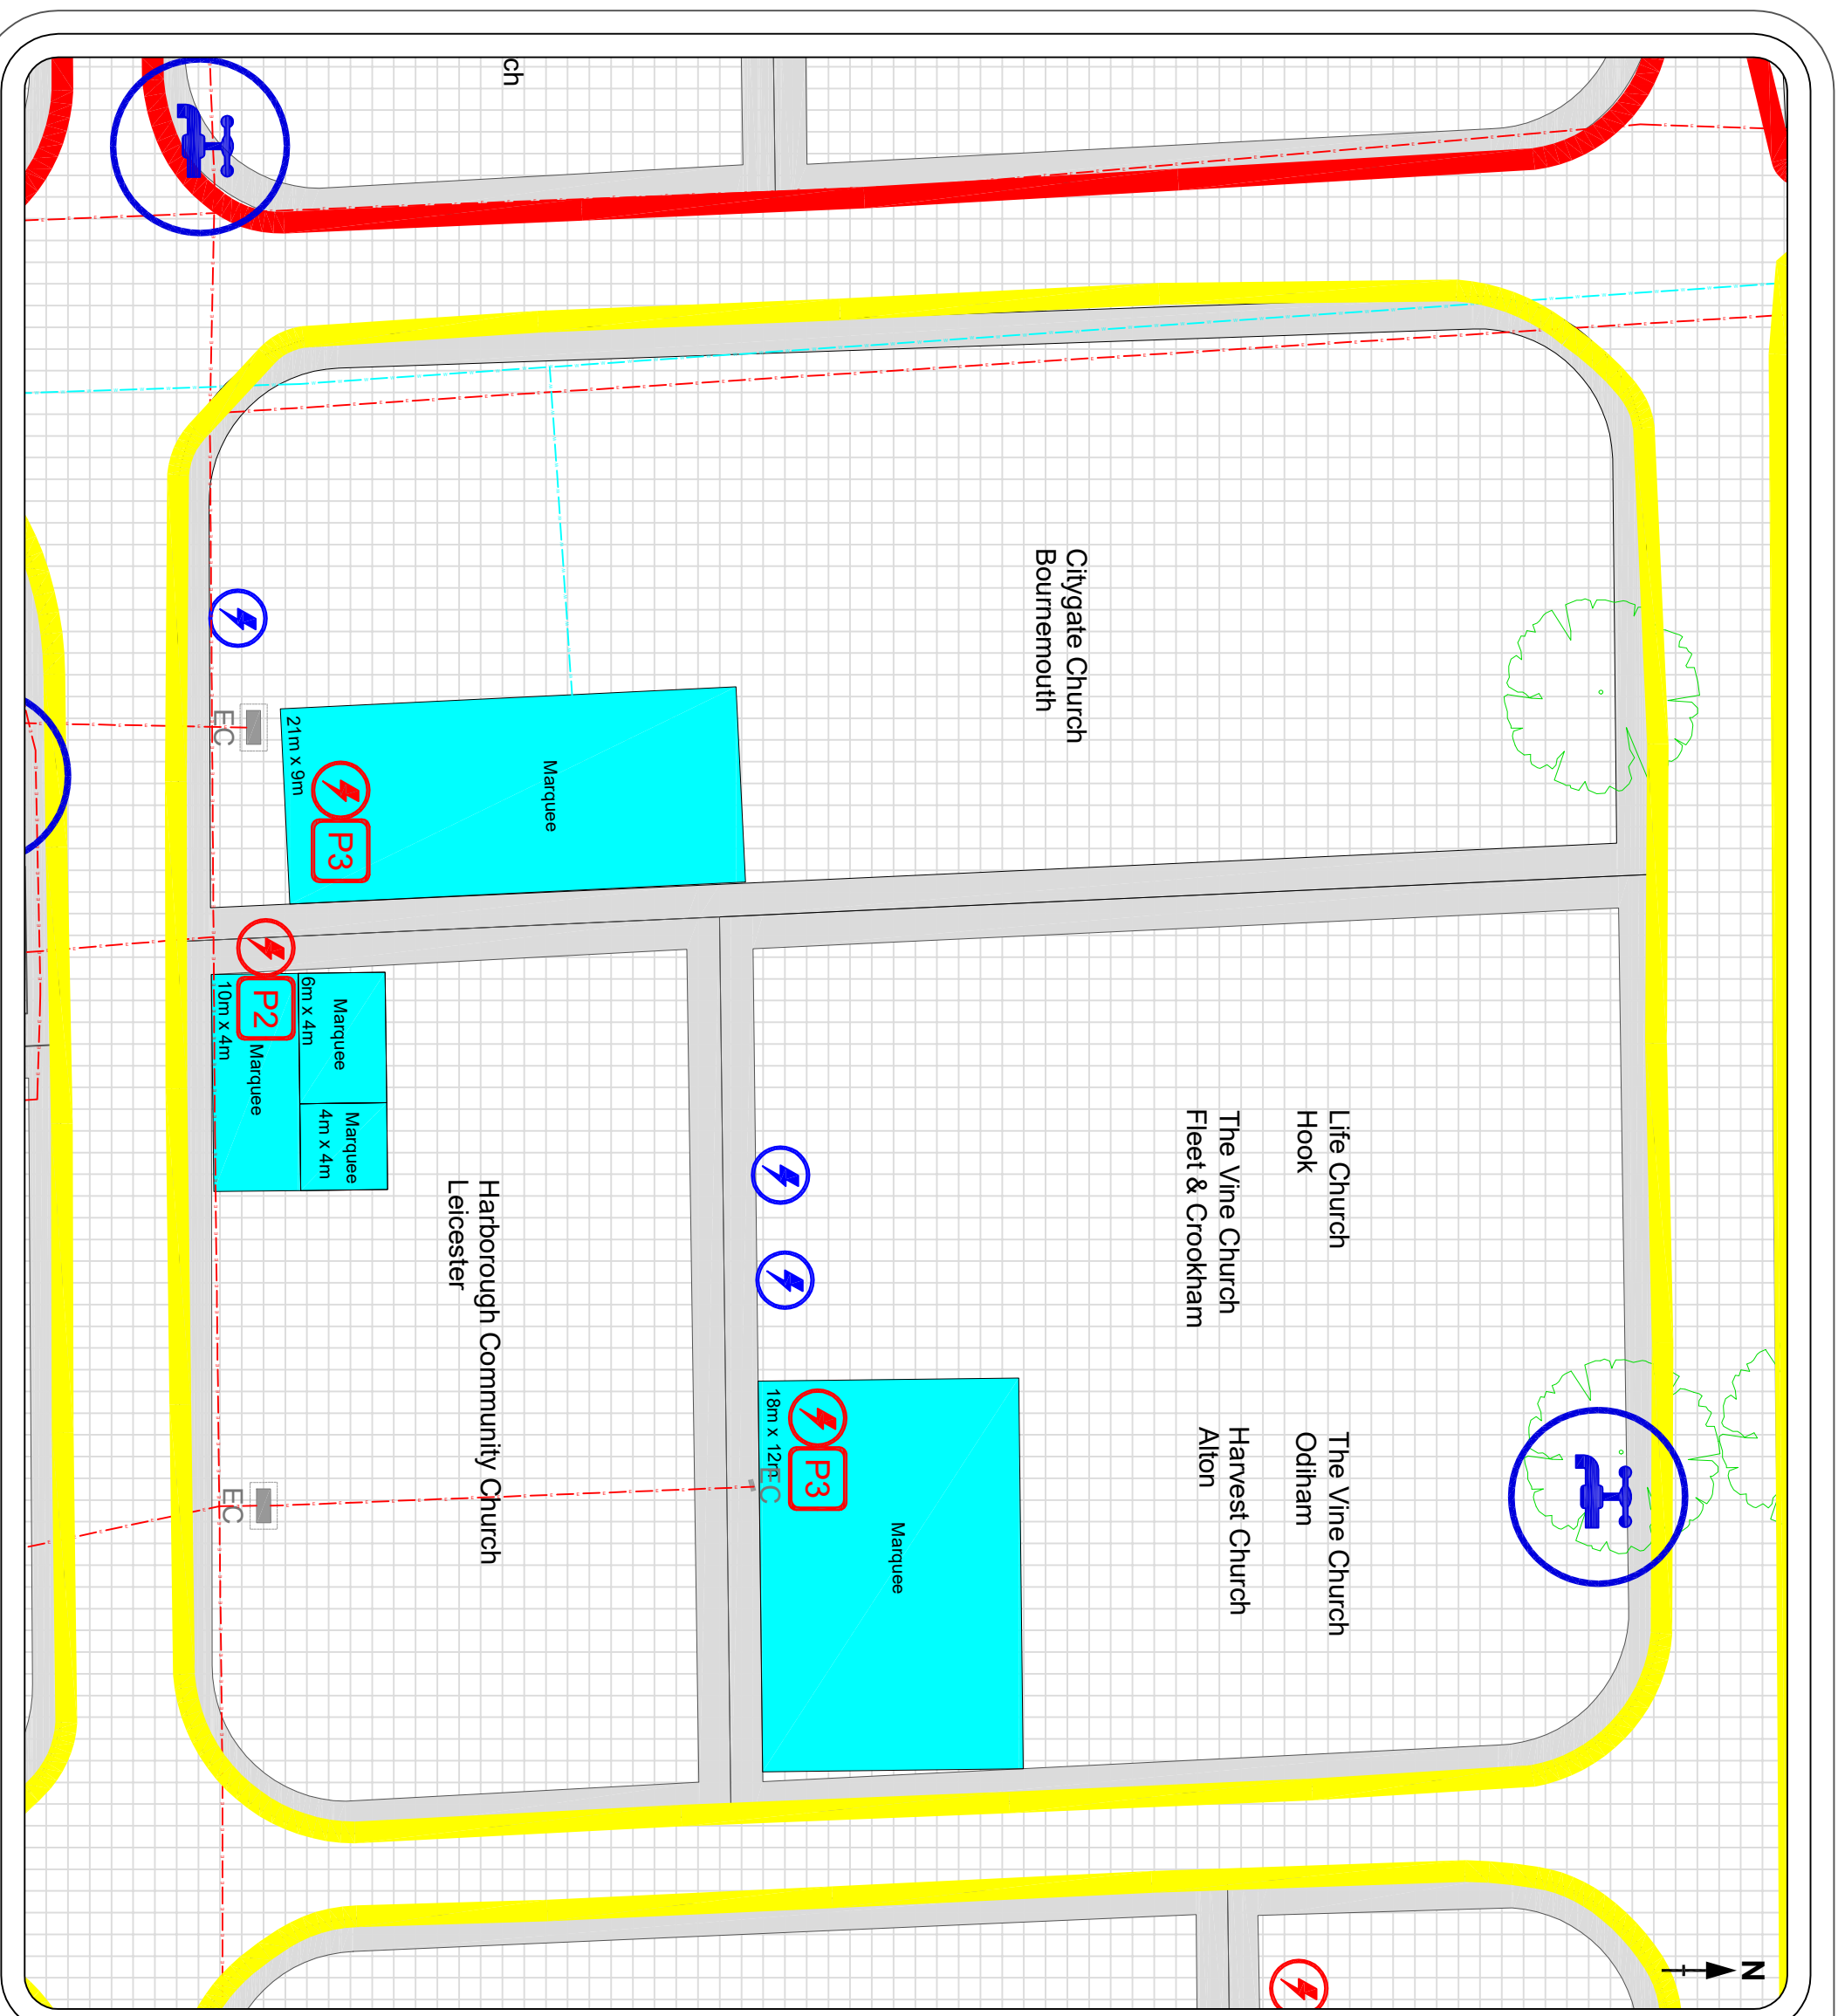 ch
Citygate Church
Bournemouth
Marquee
21m x 9m
P3
EC
P2
Marquee
6m x 4m
Marquee
10m x 4m
Marquee
4m x 4m
Life Church
Hook
The Vine Church
Fleet & Crookham
The Vine Church
Odiham
Harvest Church
Alton
Harborough Community Church
Leicester
18m x 12m
P3
EC
Marquee
EC
N